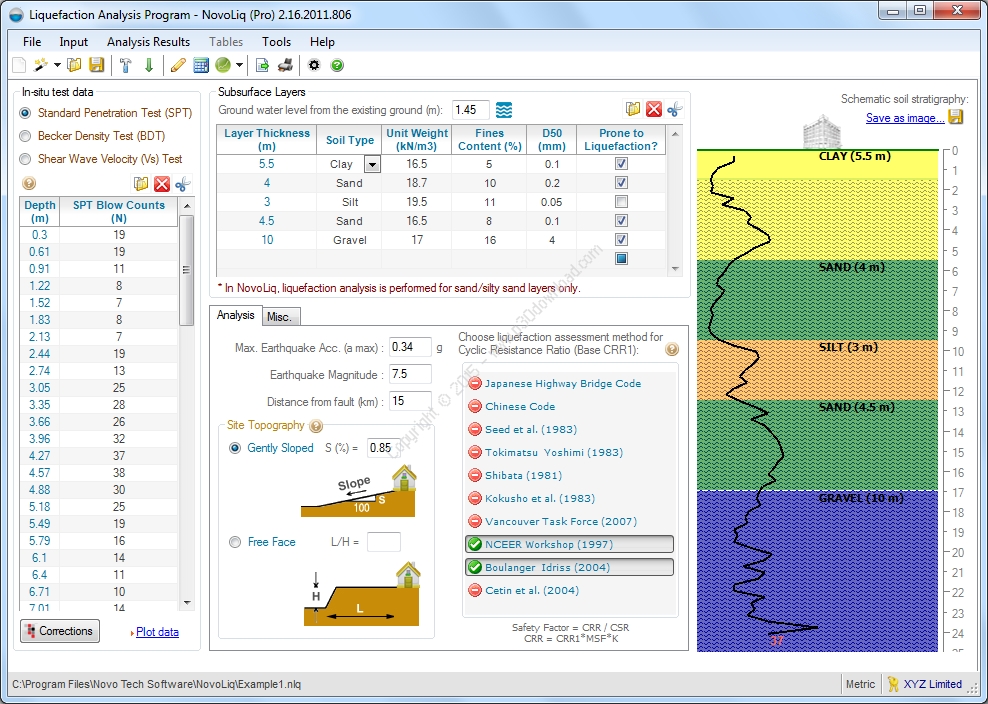 Liquefaction Analysis Program - NovoLiq (Pro) 2.16.2011.806
File Input Analysis Results Tables Tools Help
In-situ test data
Standard Penetration Test (SPT)
Becker Density Test (BDT)
Shear Wave Velocity (Vs) Test
Depth (m) SPT Blow Counts (N)
0.3 19
0.61 19
0.91 11
1.22 8
1.52 7
1.83 8
2.13 7
2.44 19
2.74 13
3.05 25
3.35 28
3.66 26
3.96 32
4.27 37
4.57 38
4.88 30
5.18 25
5.49 19
5.79 16
6.1 14
6.4 11
6.71 10
7.01 14
Corrections
Plot data
Subsurface Layers
Ground water level from the existing ground (m): 1.45
Layer Thickness (m) Soil Type Unit Weight (kN/m3) Fines Content (%) D50 (mm) Prone to Liquefaction?
5.5 Clay 16.5 5 0.1
4 Sand 18.7 10 0.2
3 Silt 19.5 11 0.05
4.5 Sand 16.5 8 0.1
10 Gravel 17 16 4
* In NovoLiq, liquefaction analysis is performed for sand/silty sand layers only.
Analysis Misc.
Max. Earthquake Acc. (a max) : 0.34 g
Earthquake Magnitude : 7.5
Distance from fault (km) : 15
Site Topography
Gently Sloped S (%) = 0.85
Slope
S
100
Free Face L/H =
H
L
Choose liquefaction assessment method for
Cyclic Resistance Ratio (Base CRR1):
Japanese Highway Bridge Code
Chinese Code
Seed et al. (1983)
Tokimatsu Yoshimi (1983)
Shibata (1981)
Kokusho et al. (1983)
Vancouver Task Force (2007)
NCEER Workshop (1997)
Boulanger Idriss (2004)
Cetin et al. (2004)
Safety Factor = CRR / CSR
CRR = CRR1*MSF*K
Schematic soil stratigraphy:
Save as image...
CLAY (5.5 m)
SAND (4 m)
SILT (3 m)
SAND (4.5 m)
GRAVEL (10 m)
37
0
1
2
3
4
5
6
7
8
9
10
11
12
13
14
15
16
17
18
19
20
21
22
23
24
25
C:\Program Files\Novo Tech Software\NovoLiq\Example1.nlq
Metric
XYZ Limited